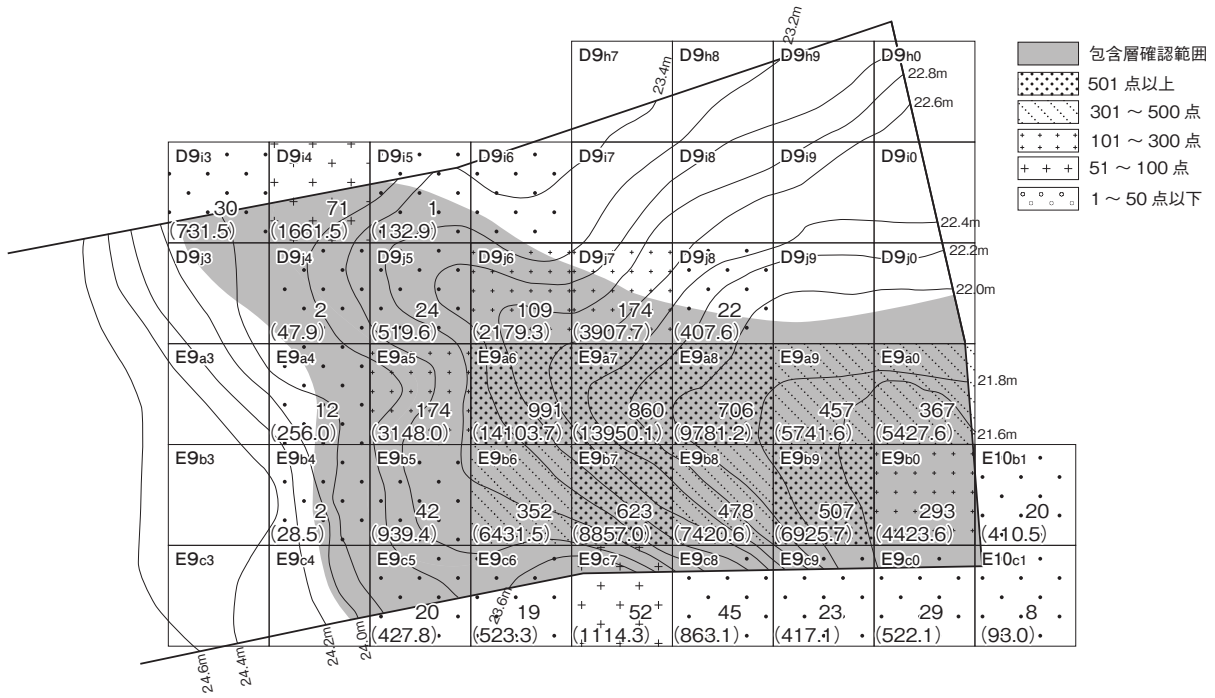 23.2m
D9h7 D9h8 D9h9 D9h0
23.4m
22.8m
22.6m
包含層確認範囲
501 点以上
301 ～ 500 点
101 ～ 300 点
51 ～ 100 点
1 ～ 50 点以下
D9i3 D9i4 D9i5 D9i6 D9i7 D9i8 D9i9 D9i0
30 71 1
(731.5) (1661.5) (132.9)
22.4m
D9j3 D9j4 D9j5 D9j6 D9j7 D9j8 D9j9 D9j0
22.2m
22.0m
2 24 109 174 22
(47.9) (519.6) (2179.3) (3907.7) (407.6)
E9a3 E9a4 E9a5 E9a6 E9a7 E9a8 E9a9 E9a0
21.8m
12 174 991 860 706 457 367
(256.0) (3148.0) (14103.7) (13950.1) (9781.2) (5741.6) (5427.6)
21.6m
E9b3 E9b4 E9b5 E9b6 E9b7 E9b8 E9b9 E9b0 E10b1
2 42 352 623 478 507 293 20
(28.5) (939.4) (6431.5) (8857.0) (7420.6) (6925.7) (4423.6) (410.5)
E9c3 E9c4 E9c5 E9c6 E9c7 E9c8 E9c9 E9c0 E10c1
23.6m
20 19 52 45 23 29 8
(427.8) (523.3) (1114.3) (863.1) (417.1) (522.1) (93.0)
24.6m 24.4m 24.2m 24.0m